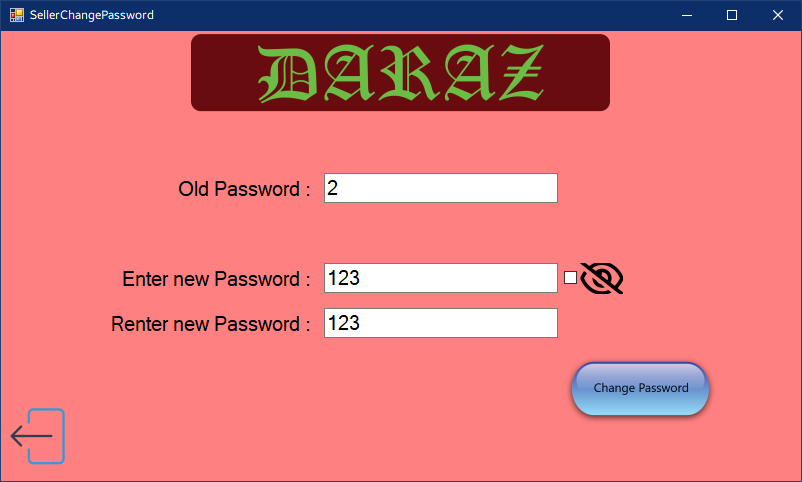 SellerChangePassword
DARAZ
Old Password : 2
Enter new Password : 123
Renter new Password : 123
Change Password